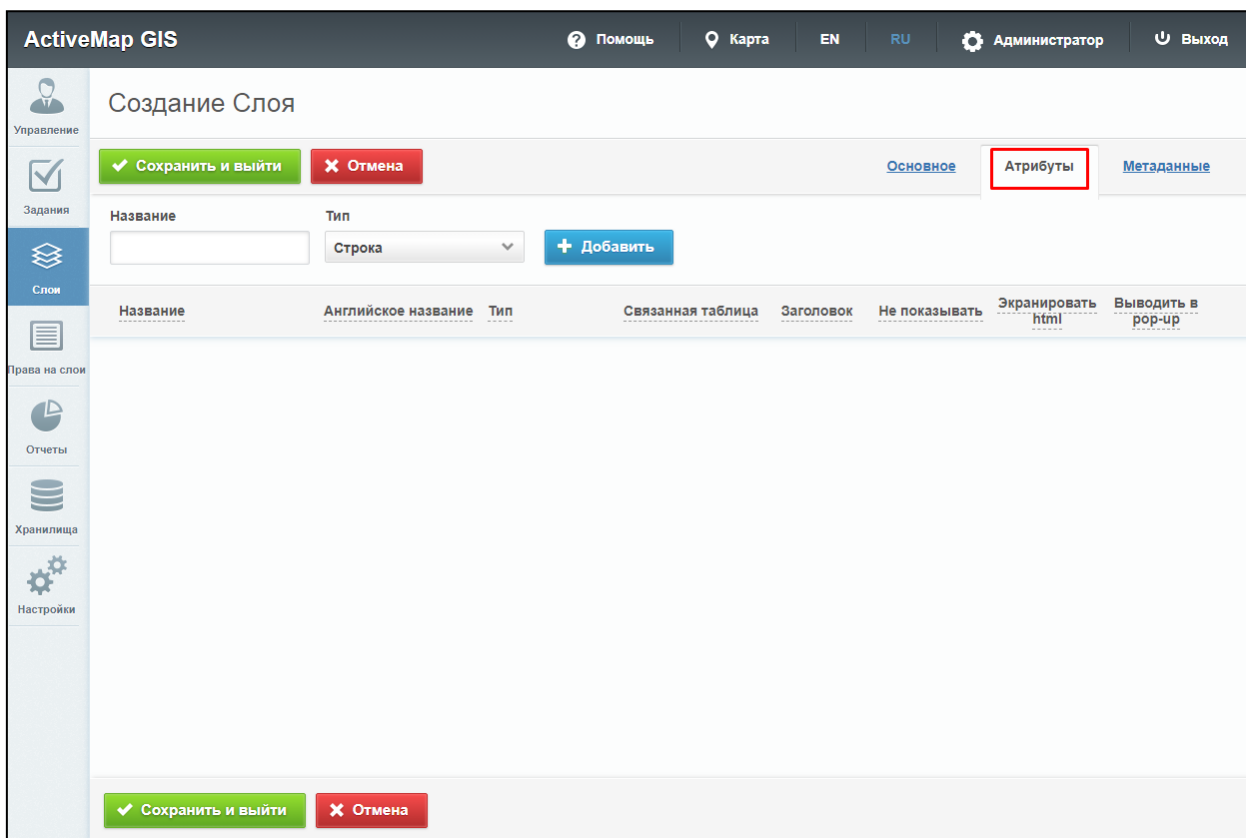 ActiveMap GIS
Помощь
Карта
EN
RU
Администратор
Выход
Управление
Задания
Слои
Права на слои
Отчеты
Хранилища
Настройки
Создание Слоя
Сохранить и выйти
Отмена
Основное
Атрибуты
Метаданные
Название
Тип
Строка
Добавить
Название
Английское название
Тип
Связанная таблица
Заголовок
Не показывать
Экранировать
html
Выводить в
pop-up
Сохранить и выйти
Отмена